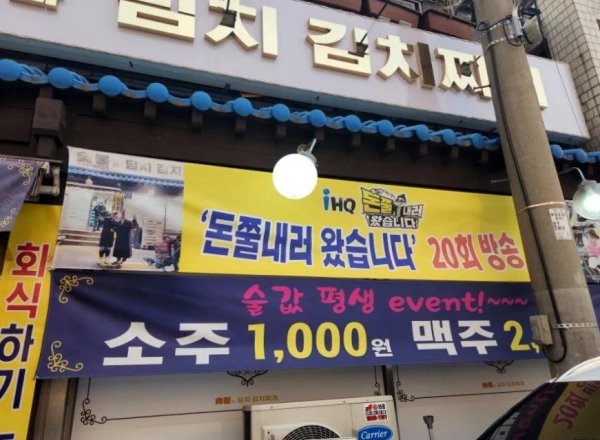 밀치 김치찌
iHQ 돈쭐내러 왔습니다
'돈쭐내러 왔습니다' 20회 방송
술값 평생 event!~~~
소주 1,000원 맥주 2,
회식하기
Carrier